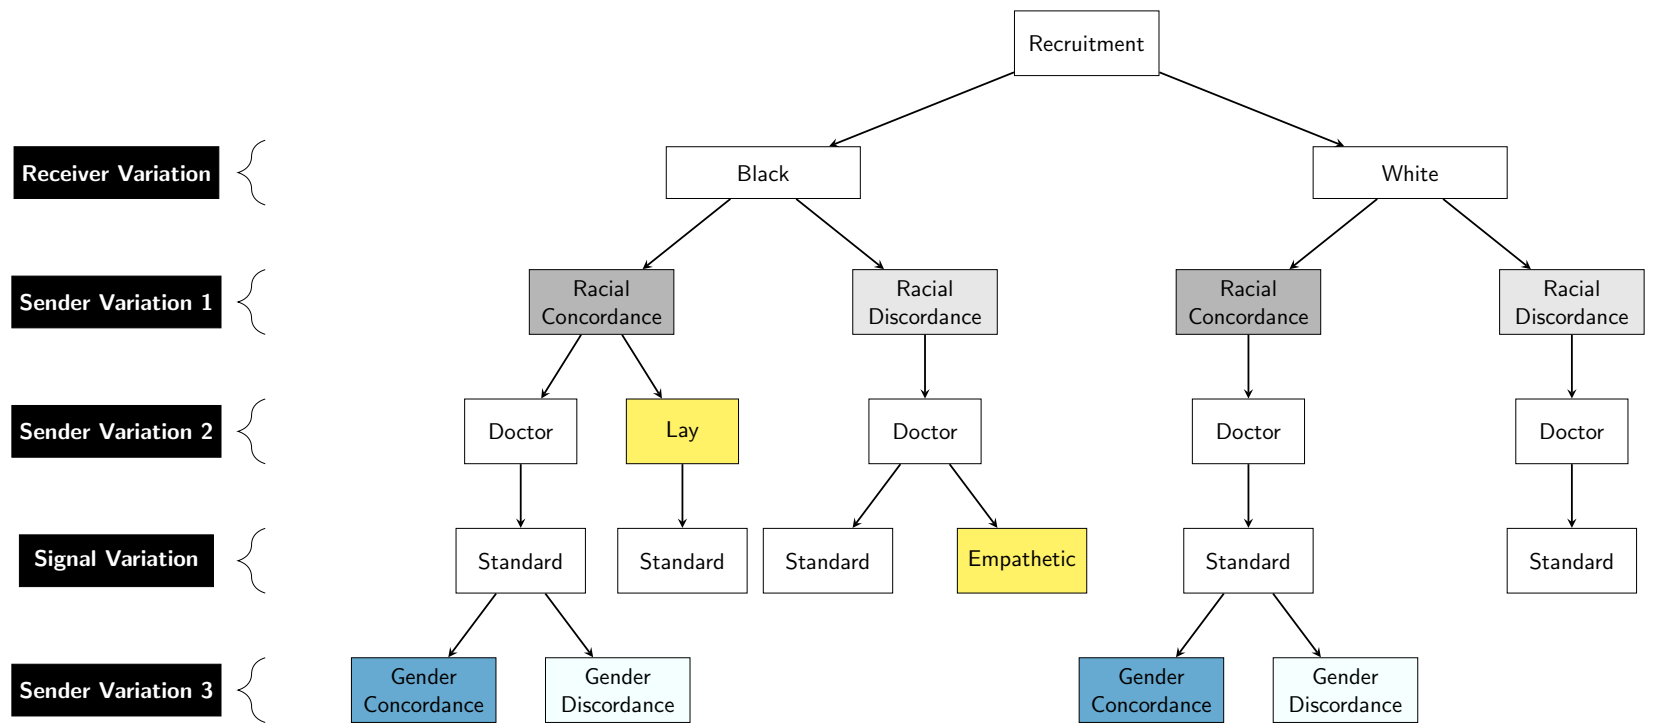 Recruitment
Receiver Variation
Black
White
Sender Variation 1
Racial
Concordance
Racial
Discordance
Racial
Concordance
Racial
Discordance
Sender Variation 2
Doctor
Lay
Doctor
Doctor
Doctor
Signal Variation
Standard
Standard
Standard
Empathetic
Standard
Standard
Sender Variation 3
Gender
Concordance
Gender
Discordance
Gender
Concordance
Gender
Discordance